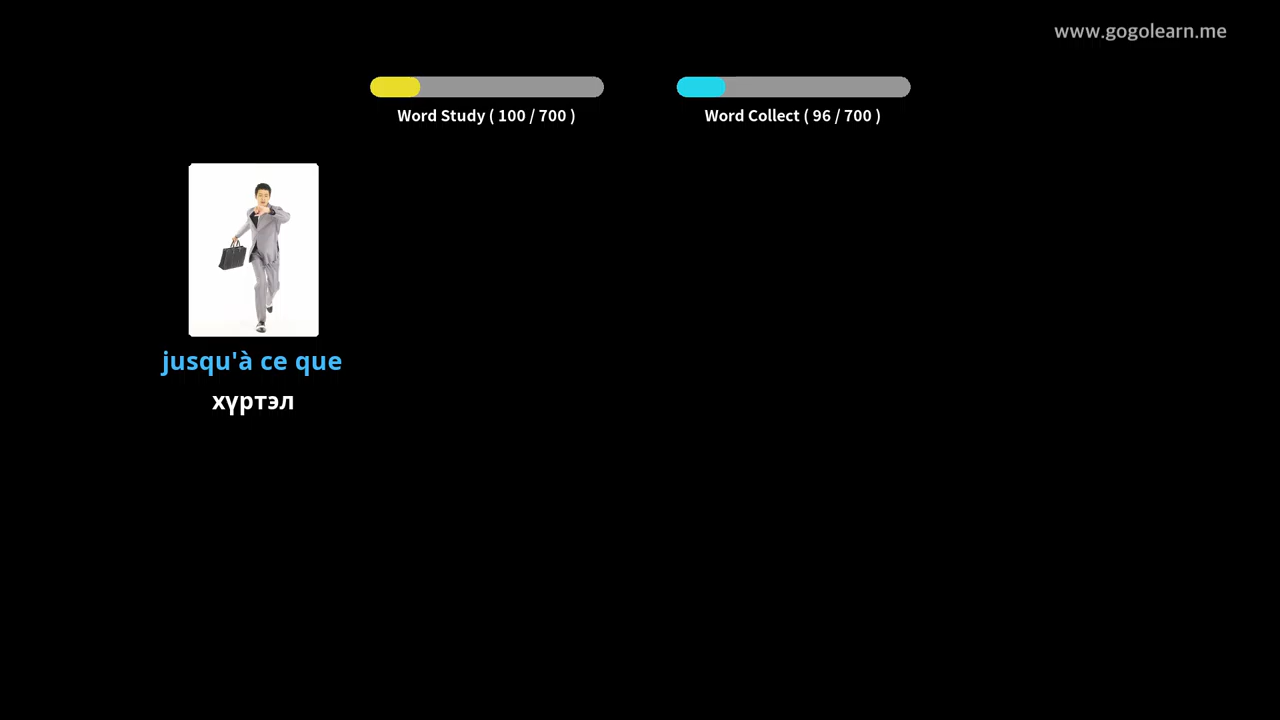 www.gogolearn.me
Word Study ( 100 / 700 )
Word Collect ( 96 / 700 )
jusqu'à ce que
хүртэл